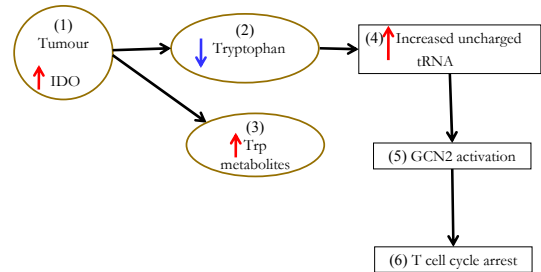 (1)
Tumour
IDO
(2)
Tryptophan
(3)
Trp
metabolites
(4) Increased uncharged
tRNA
(5) GCN2 activation
(6) T cell cycle arrest